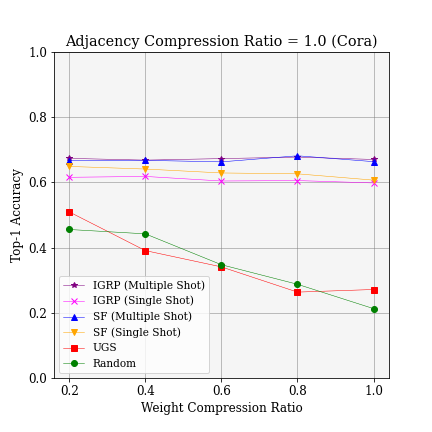 Adjacency Compression Ratio = 1.0 (Cora)
1.0
0.8
0.6
0.4
0.2
0.0
Top-1 Accuracy
IGRP (Multiple Shot)
IGRP (Single Shot)
SF (Multiple Shot)
SF (Single Shot)
UGS
Random
0.2 0.4 0.6 0.8 1.0
Weight Compression Ratio